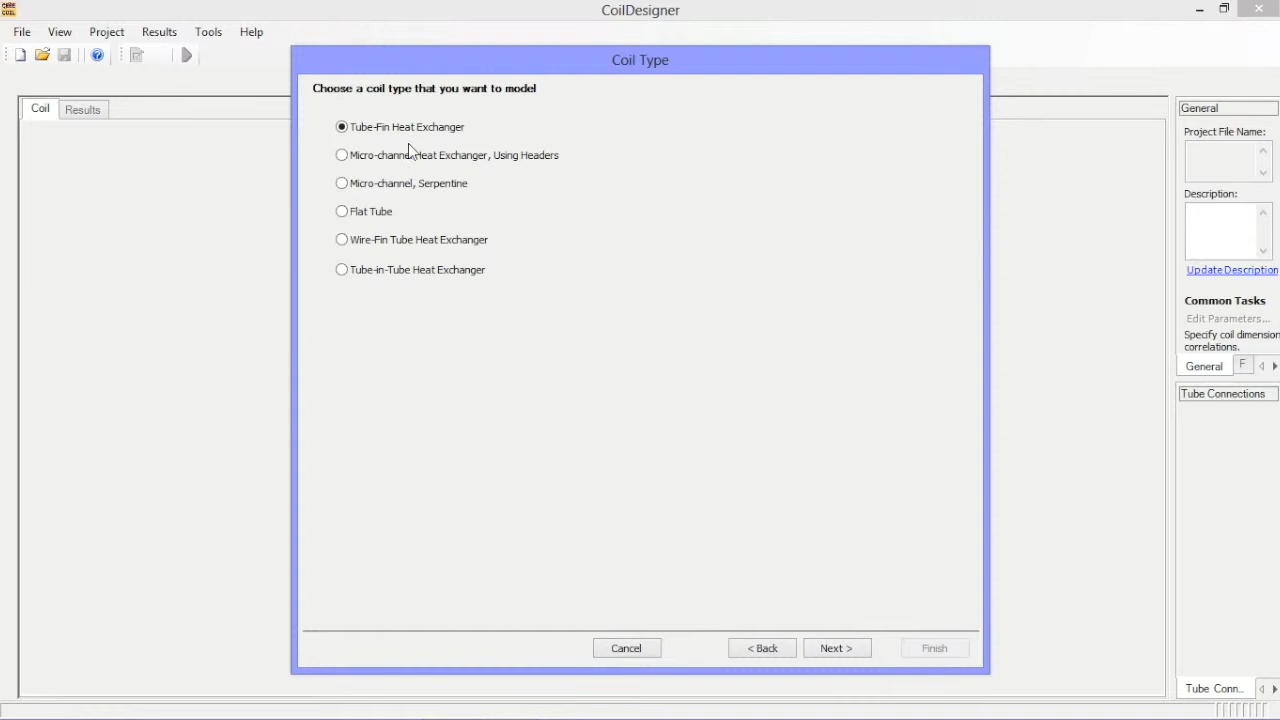 CoilDesigner
File View Project Results Tools Help
Coil Type
Choose a coil type that you want to model
Tube-Fin Heat Exchanger
Micro-channel Heat Exchanger, Using Headers
Micro-channel, Serpentine
Flat Tube
Wire-Fin Tube Heat Exchanger
Tube-in-Tube Heat Exchanger
Cancel < Back Next > Finish
Coil Results
General
Project File Name:
Description:
Update Description
Common Tasks
Edit Parameters...
Specify coil dimension
correlations.
General F
Tube Connections
Tube Conn...